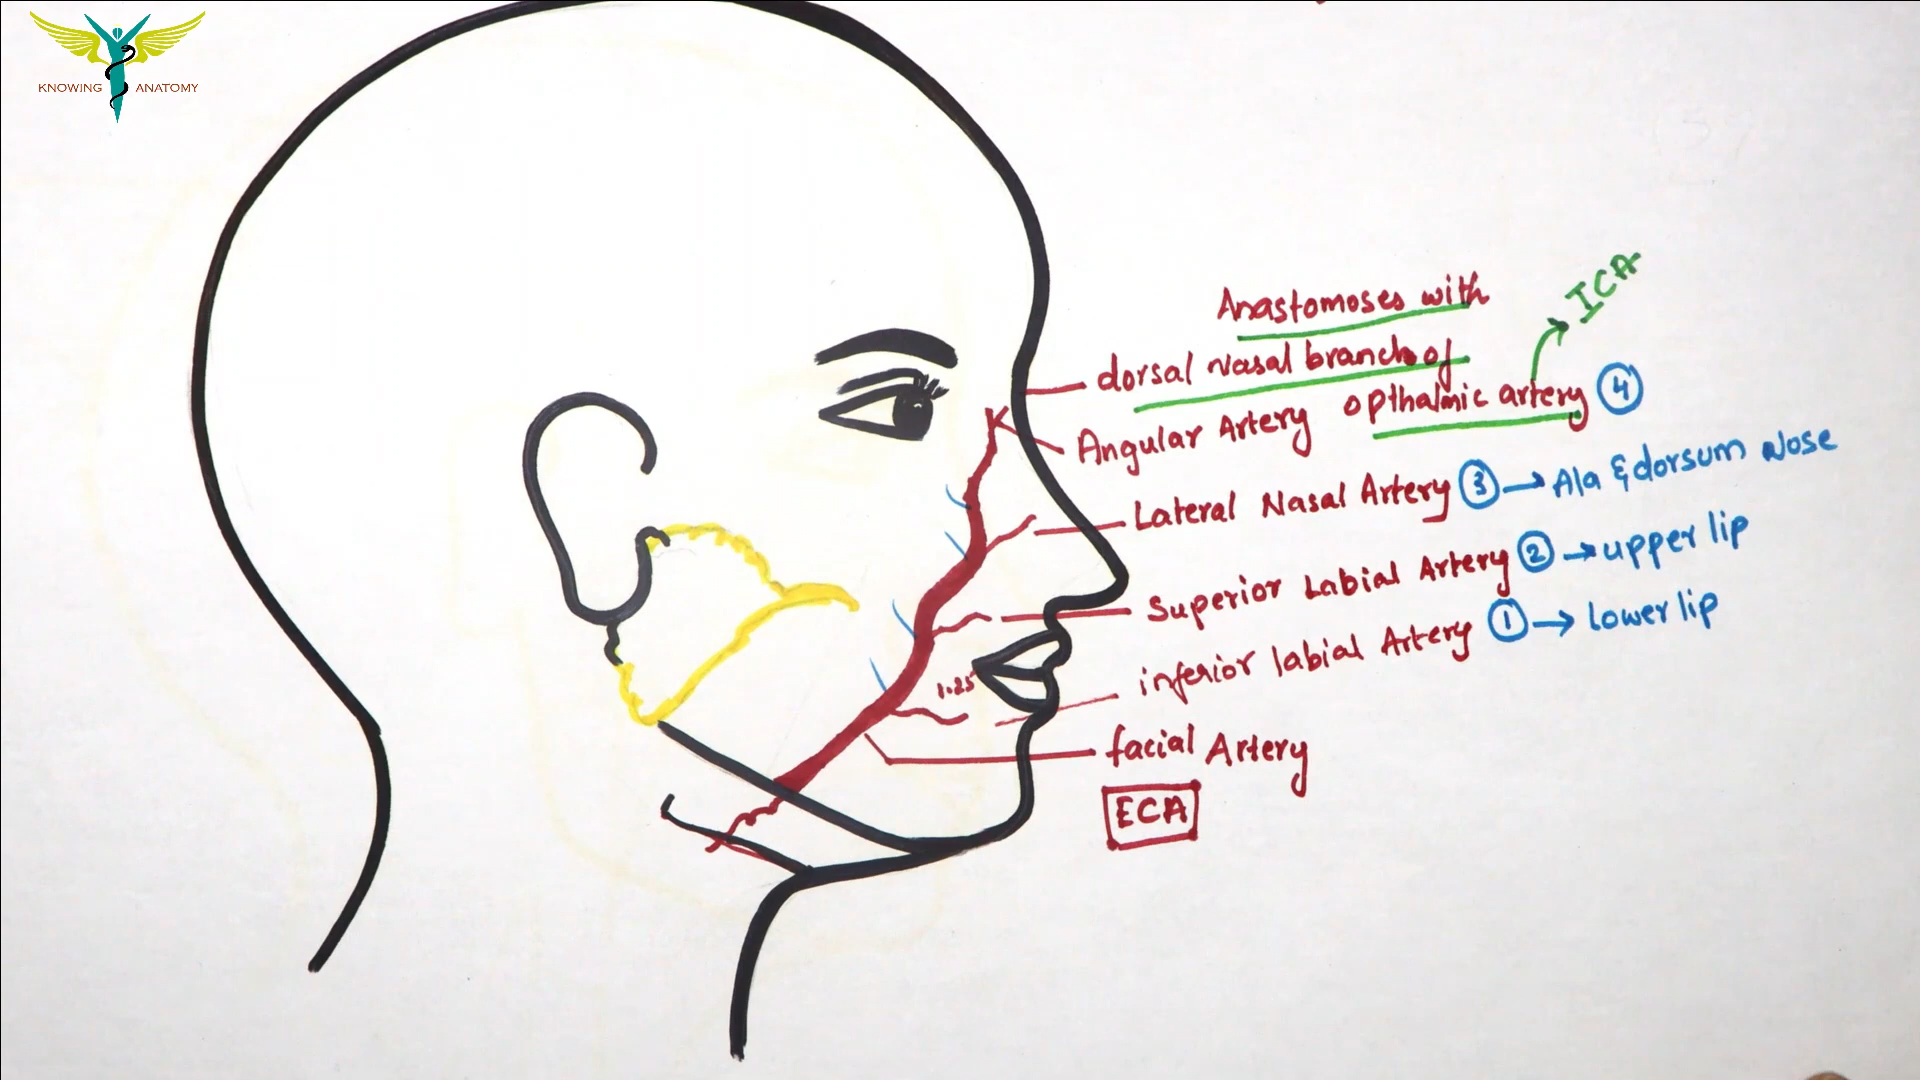 KNOWING ANATOMY
Anastomoses with
dorsal Nasal branch of
opthalmic artery ④
ICA
Angular Artery
Lateral Nasal Artery ③ → Ala & dorsum Nose
Superior Labial Artery ② → upper lip
inferior labial Artery ① → Lower lip
1.25
facial Artery
ECA